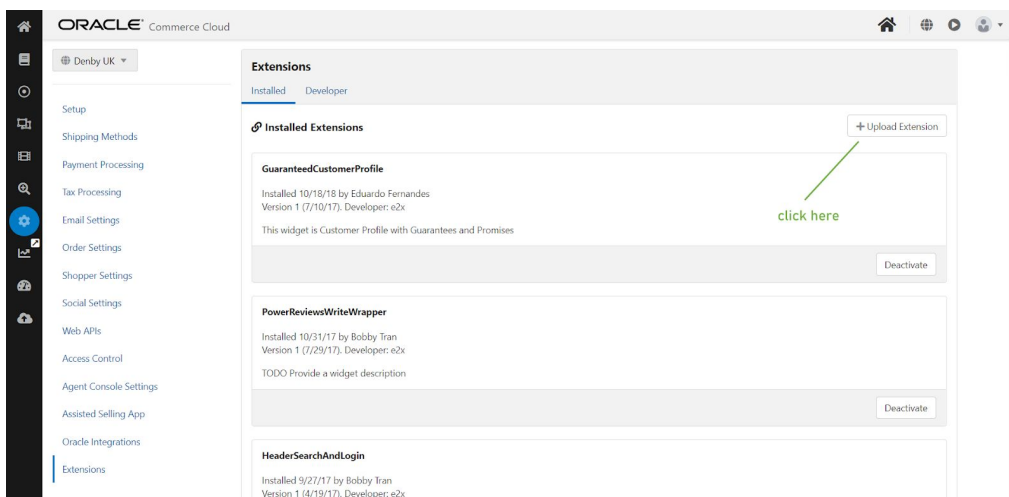 ORACLE Commerce Cloud
Denby UK
Setup
Shipping Methods
Payment Processing
Tax Processing
Email Settings
Order Settings
Shopper Settings
Social Settings
Web APIs
Access Control
Agent Console Settings
Assisted Selling App
Oracle Integrations
Extensions
Extensions
Installed Developer
Installed Extensions
+ Upload Extension
click here
GuaranteedCustomerProfile
Installed 10/18/18 by Eduardo Fernandes
Version 1 (7/10/17). Developer: e2x
This widget is Customer Profile with Guarantees and Promises
Deactivate
PowerReviewsWriteWrapper
Installed 10/31/17 by Bobby Tran
Version 1 (7/29/17). Developer: e2x
TODO Provide a widget description
Deactivate
HeaderSearchAndLogin
Installed 9/27/17 by Bobby Tran
Version 1 (4/19/17). Developer: e2x